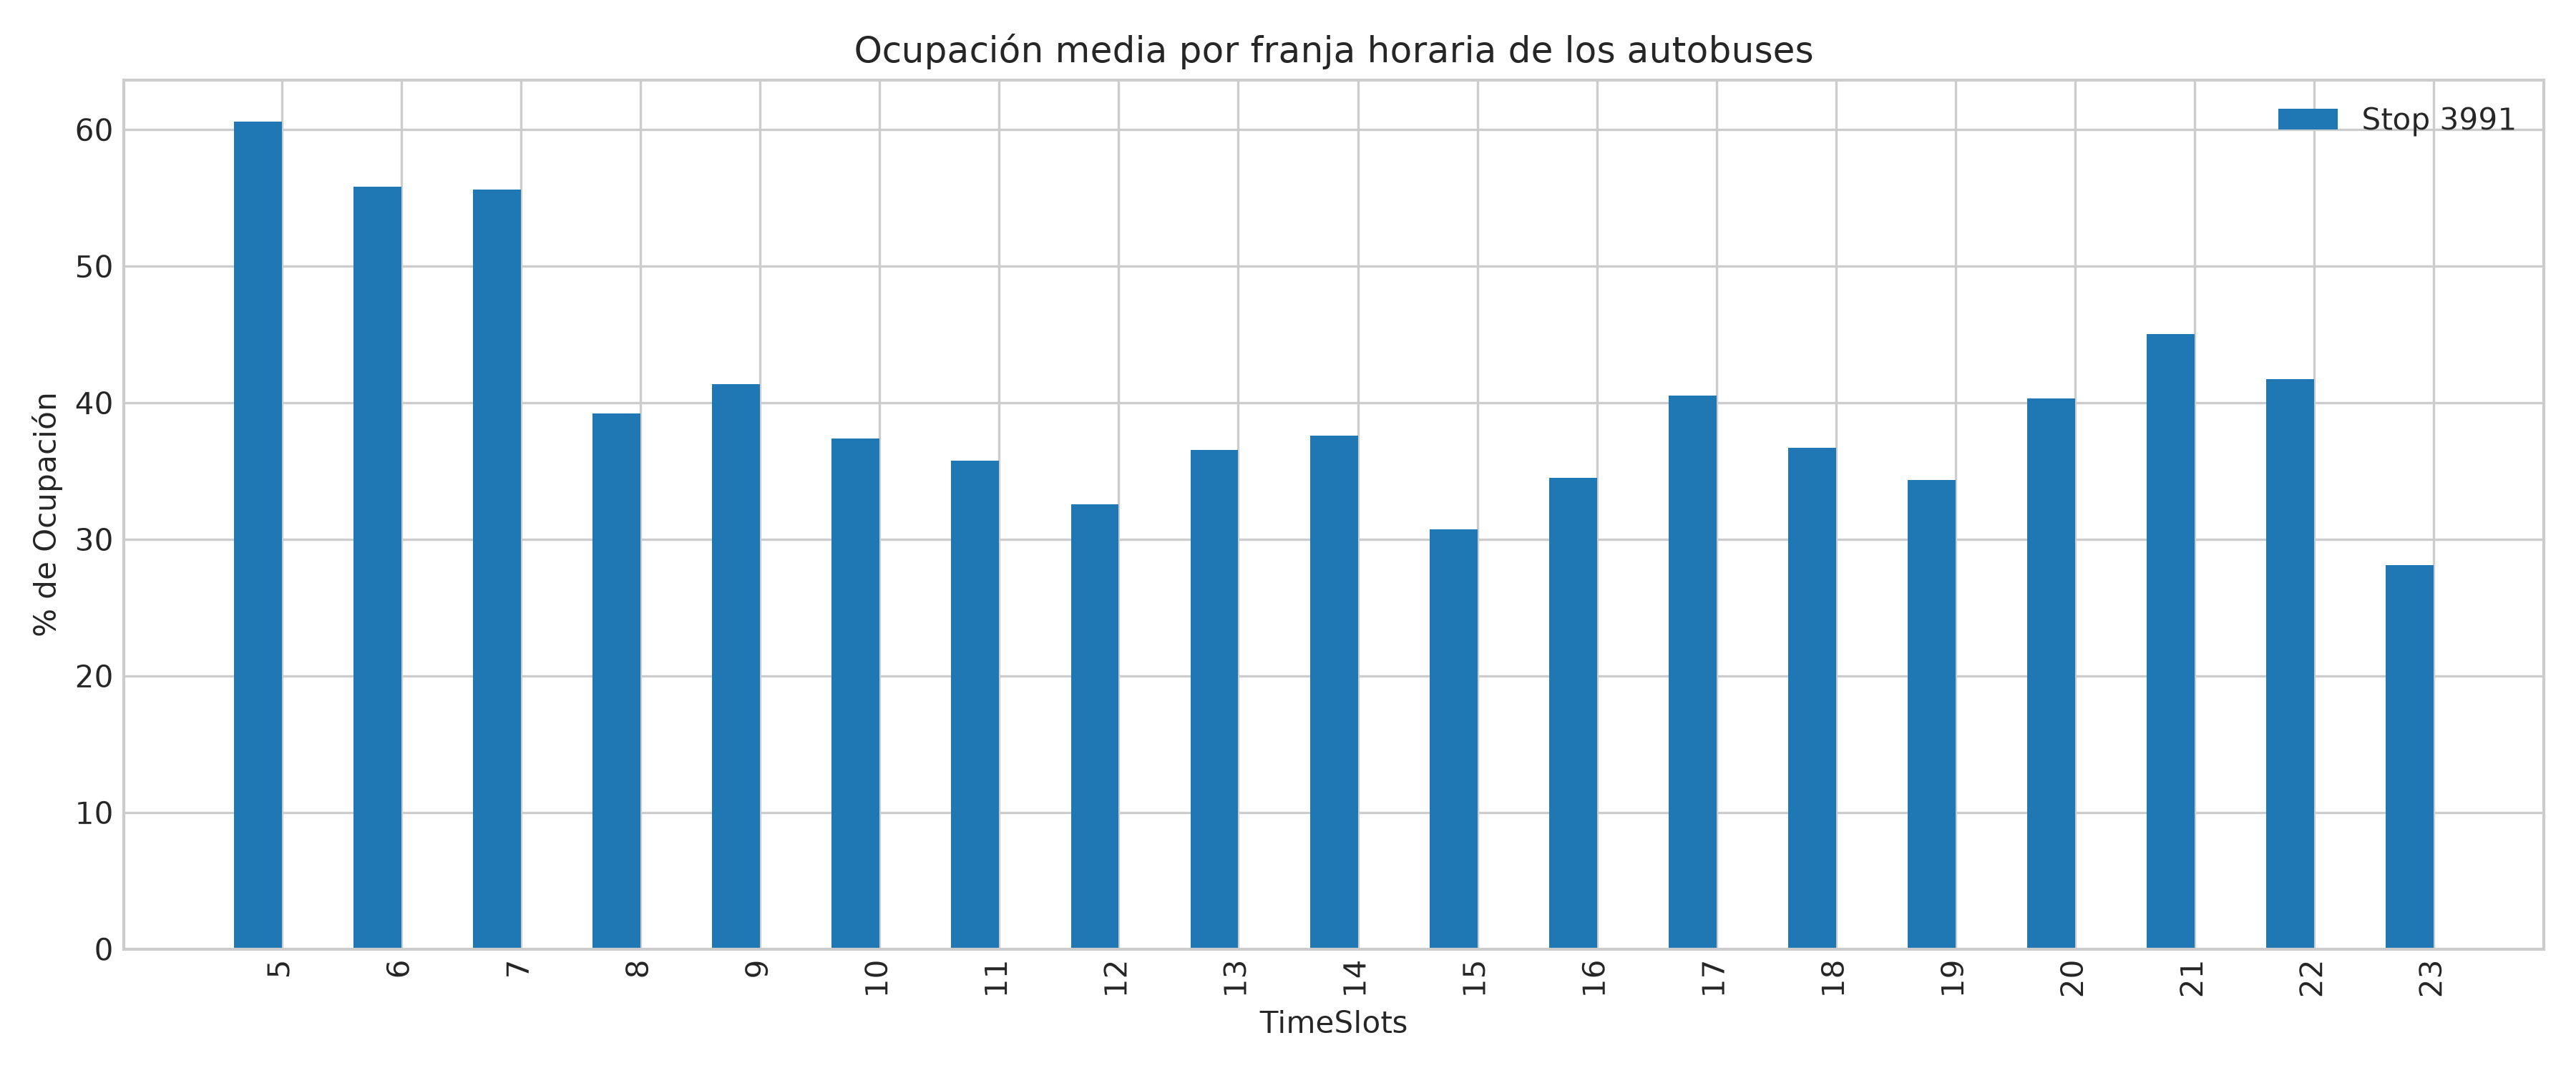 Ocupación media por franja horaria de los autobuses
Stop 3991
% de Ocupación
60
50
40
30
20
10
0
5 6 7 8 9 10 11 12 13 14 15 16 17 18 19 20 21 22 23
TimeSlots